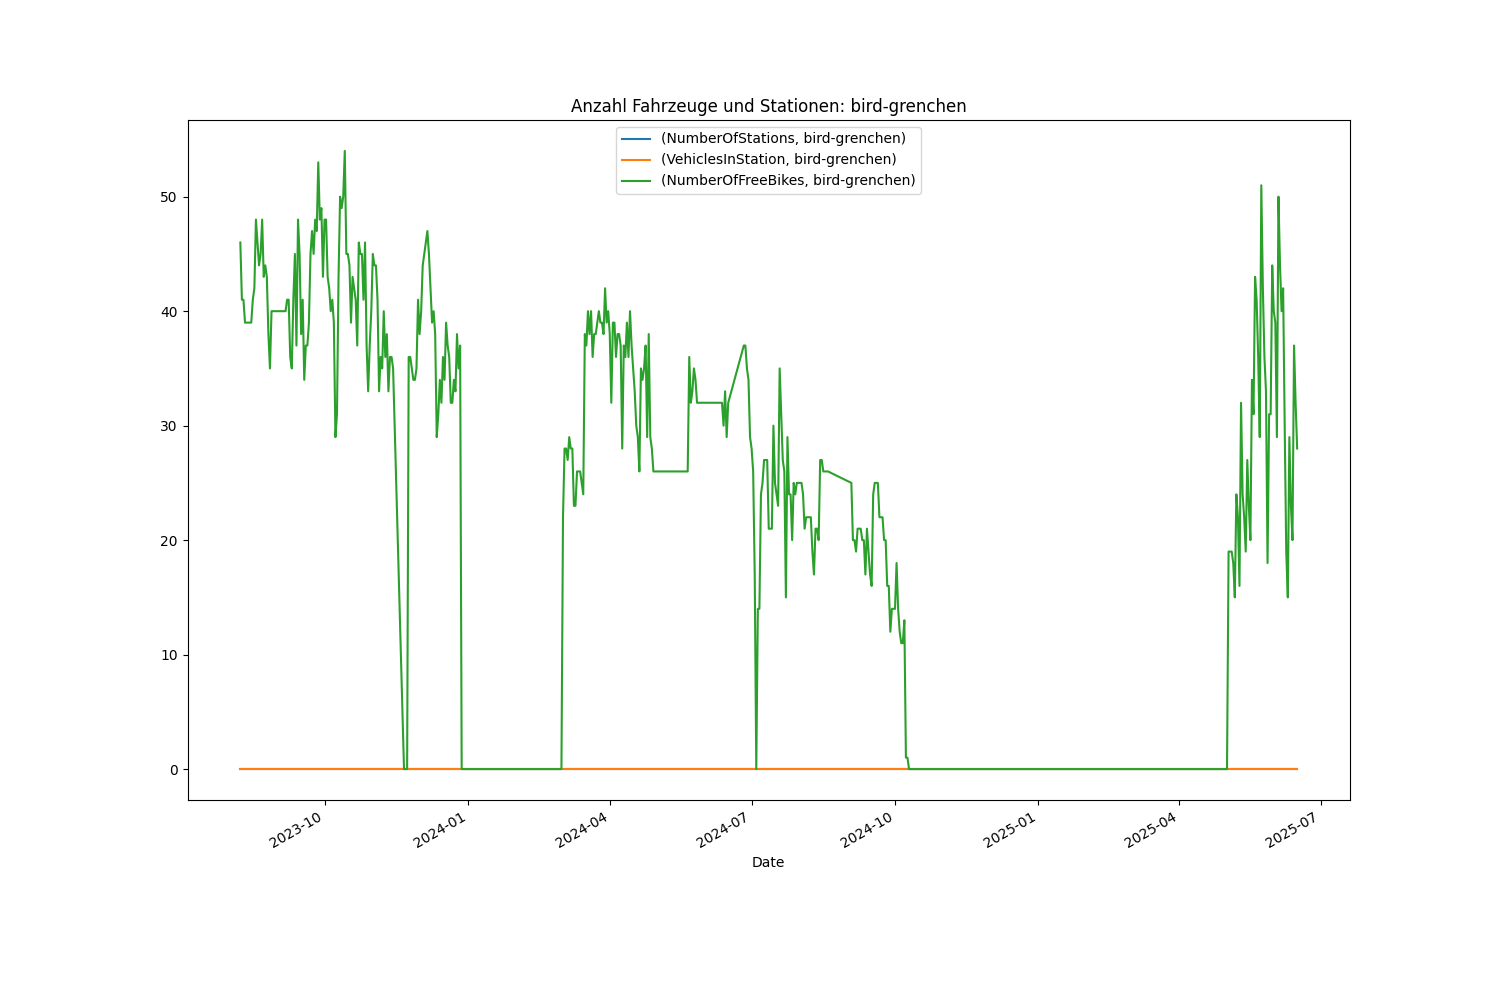 Anzahl Fahrzeuge und Stationen: bird-grenchen
(NumberOfStations, bird-grenchen)
(VehiclesInStation, bird-grenchen)
(NumberOfFreeBikes, bird-grenchen)
50
40
30
20
10
0
2023-10
2024-01
2024-04
2024-07
2024-10
2025-01
2025-04
2025-07
Date